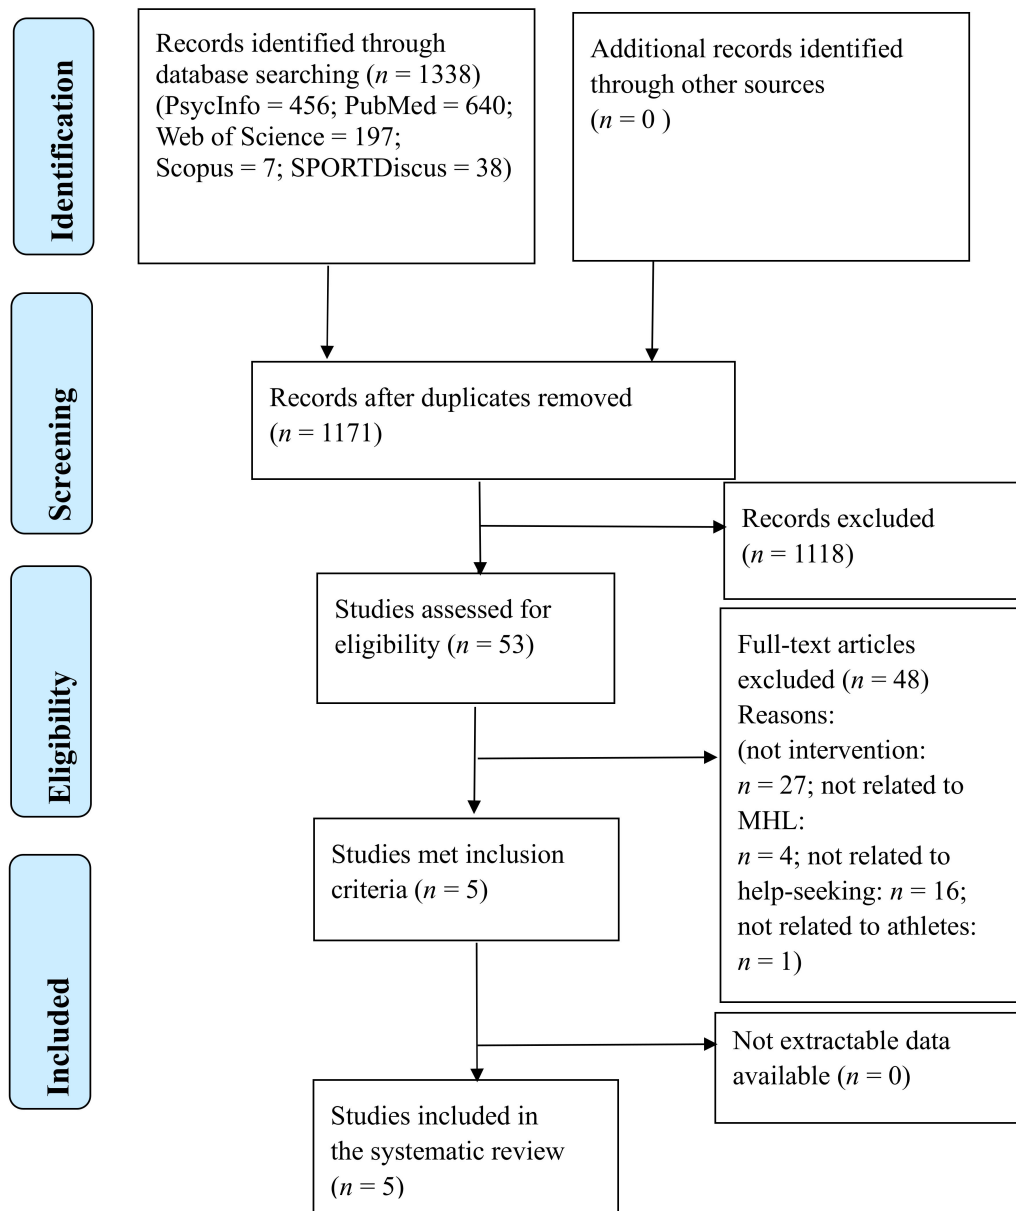 Identification
Records identified through
database searching (n = 1338)
(PsycInfo = 456; PubMed = 640;
Web of Science = 197;
Scopus = 7; SPORTDiscus = 38)
Additional records identified
through other sources
(n = 0 )
Screening
Records after duplicates removed
(n = 1171)
Records excluded
(n = 1118)
Eligibility
Studies assessed for
eligibility (n = 53)
Full-text articles
excluded (n = 48)
Reasons:
(not intervention:
n = 27; not related to
MHL:
n = 4; not related to
help-seeking: n = 16;
not related to athletes:
n = 1)
Studies met inclusion
criteria (n = 5)
Included
Not extractable data
available (n = 0)
Studies included in
the systematic review
(n = 5)